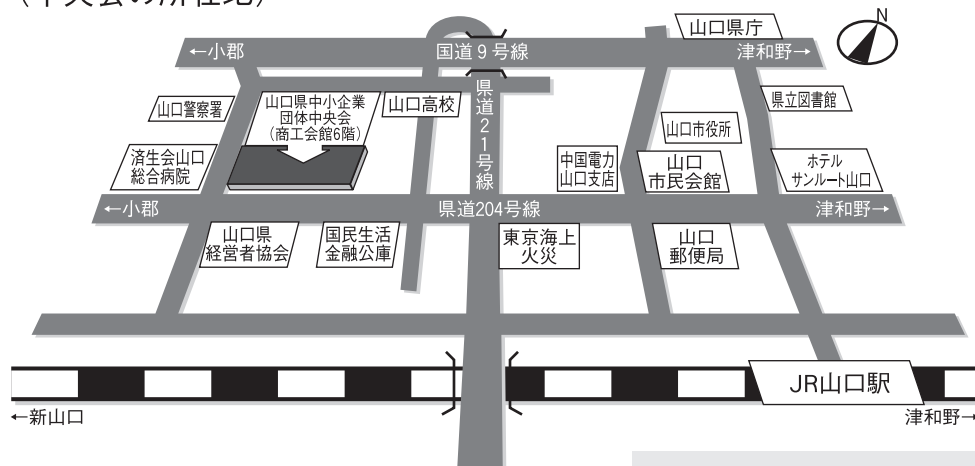 （中央会の所在地）
N
山口県庁
←小郡
国道9号線
津和野→
山口警察署
山口県中小企業
団体中央会
（商工会館6階）
山口高校
県道21号線
県立図書館
山口市役所
済生会山口
総合病院
中国電力
山口支店
山口
市民会館
ホテル
サンルート山口
←小郡
県道204号線
津和野→
山口県
経営者協会
国民生活
金融公庫
東京海上
火災
山口
郵便局
JR山口駅
←新山口
津和野→